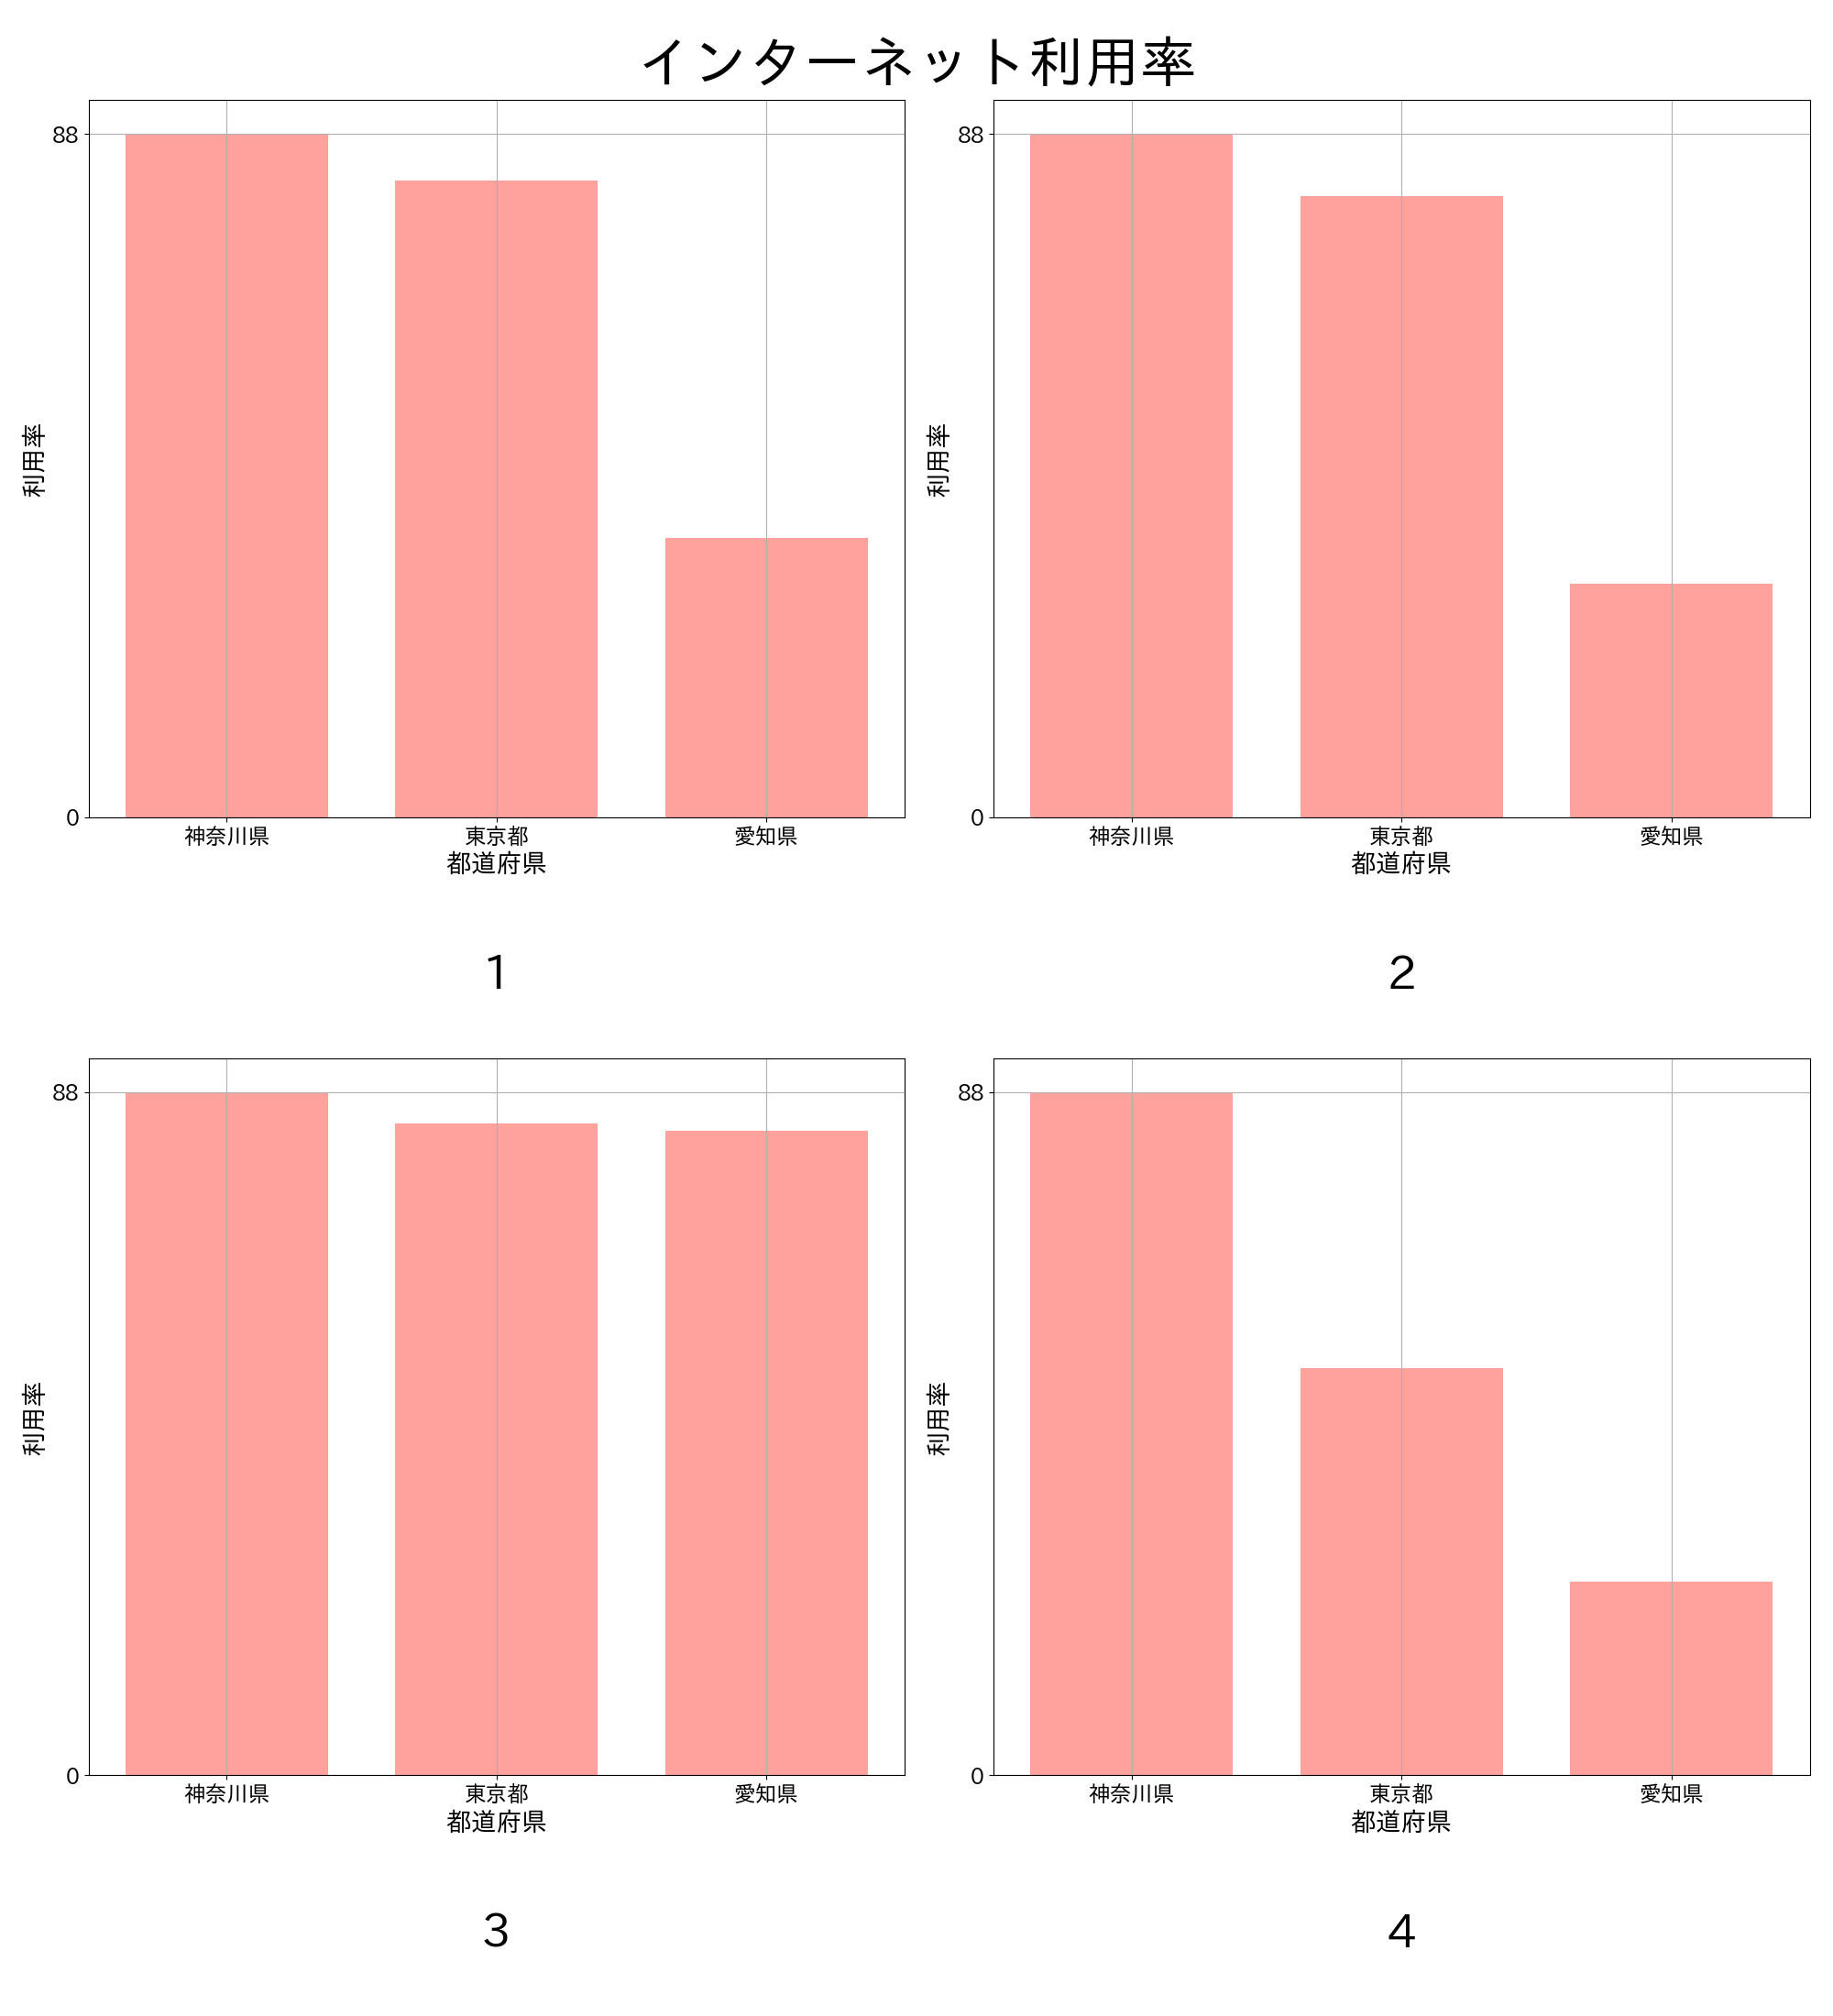 インターネット利用率
88
0
利用率
神奈川県 東京都 愛知県
都道府県
1
88
0
利用率
神奈川県 東京都 愛知県
都道府県
2
88
0
利用率
神奈川県 東京都 愛知県
都道府県
3
88
0
利用率
神奈川県 東京都 愛知県
都道府県
4